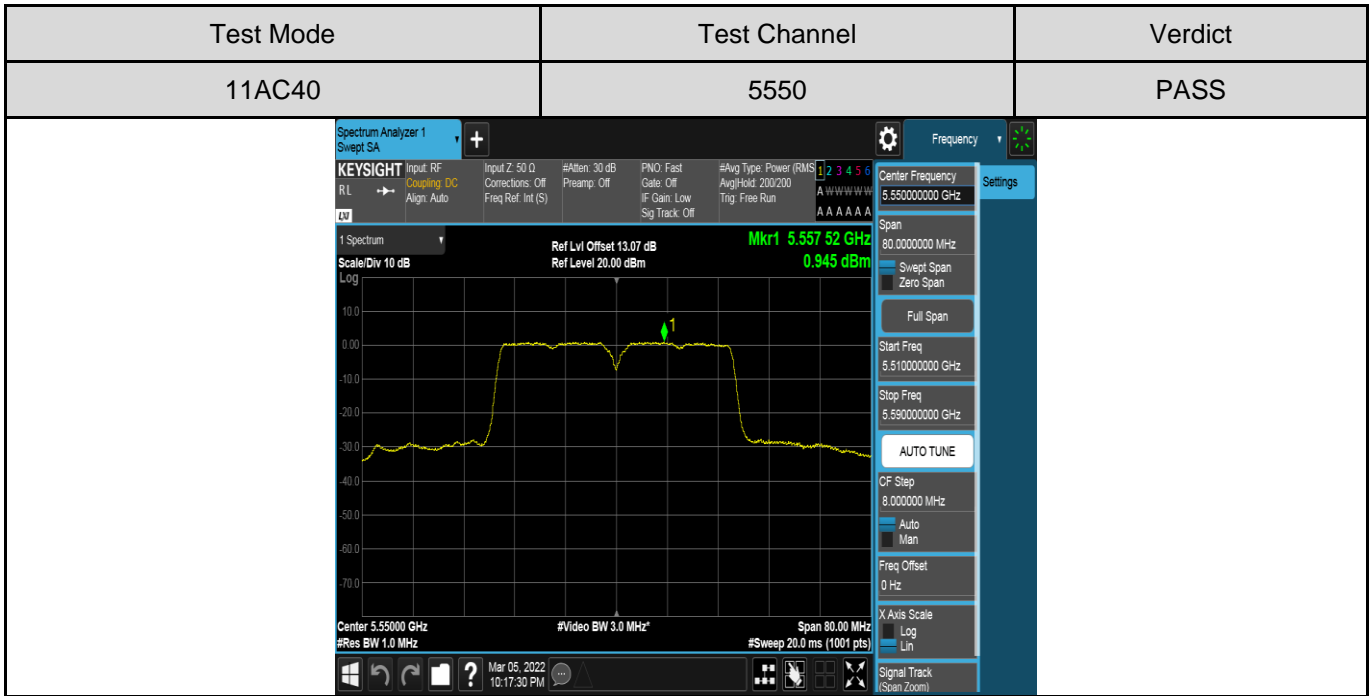 Test Mode Test Channel Verdict
11AC40 5550 PASS
Spectrum Analyzer 1
Swept SA
+
Frequency
KEYSIGHT Input: RF Input Z: 50 Ω #Atten: 30 dB PNO: Fast #Avg Type: Power (RMS 1 2 3 4 5 6
RL Coupling: DC Corrections: Off Preamp: Off Gate: Off Avg|Hold: 200/200 A W W W W W
Align: Auto Freq Ref: Int (S) IF Gain: Low Trig: Free Run
LXI Sig Track: Off A A A A A A
1 Spectrum Ref Lvl Offset 13.07 dB Mkr1 5.557 52 GHz
Scale/Div 10 dB Ref Level 20.00 dBm 0.945 dBm
Log
10.0
1
0.00
-10.0
-20.0
-30.0
-40.0
-50.0
-60.0
-70.0
Center 5.55000 GHz #Video BW 3.0 MHz* Span 80.00 MHz
#Res BW 1.0 MHz #Sweep 20.0 ms (1001 pts)
? Mar 05, 2022
10:17:30 PM
Center Frequency
5.550000000 GHz
Settings
Span
80.0000000 MHz
Swept Span
Zero Span
Full Span
Start Freq
5.510000000 GHz
Stop Freq
5.590000000 GHz
AUTO TUNE
CF Step
8.000000 MHz
Auto
Man
Freq Offset
0 Hz
X Axis Scale
Log
Lin
Signal Track
(Span Zoom)